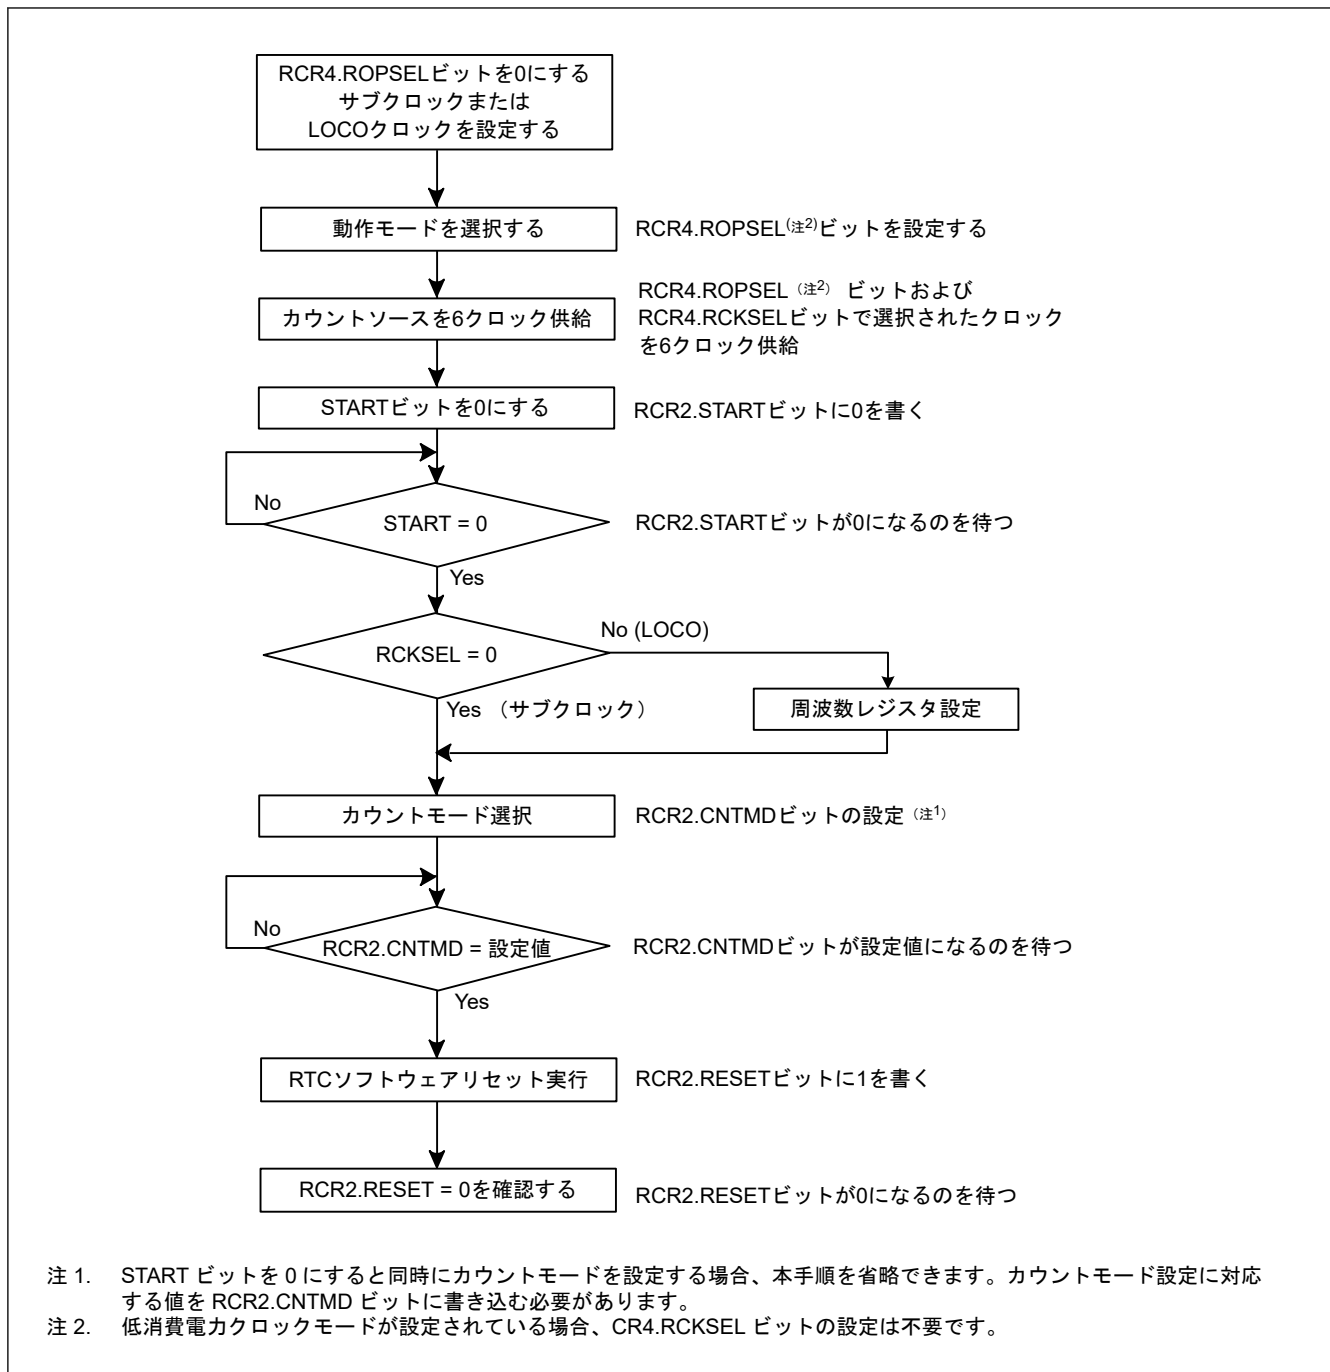 RCR4.ROPSELビットを0にする
サブクロックまたは
LOCOクロックを設定する
動作モードを選択する
RCR4.ROPSEL(注2)ビットを設定する
カウントソースを6クロック供給
RCR4.ROPSEL（注2） ビットおよび
RCR4.RCKSELビットで選択されたクロック
を6クロック供給
STARTビットを0にする
RCR2.STARTビットに0を書く
No
START = 0
RCR2.STARTビットが0になるのを待つ
Yes
No (LOCO)
RCKSEL = 0
Yes （サブクロック）
周波数レジスタ設定
カウントモード選択
RCR2.CNTMDビットの設定（注1）
No
RCR2.CNTMD = 設定値
RCR2.CNTMDビットが設定値になるのを待つ
Yes
RTCソフトウェアリセット実行
RCR2.RESETビットに1を書く
RCR2.RESET = 0を確認する
RCR2.RESETビットが0になるのを待つ
注 1. START ビットを 0 にすると同時にカウントモードを設定する場合、本手順を省略できます。カウントモード設定に対応
する値を RCR2.CNTMD ビットに書き込む必要があります。
注 2. 低消費電力クロックモードが設定されている場合、CR4.RCKSEL ビットの設定は不要です。